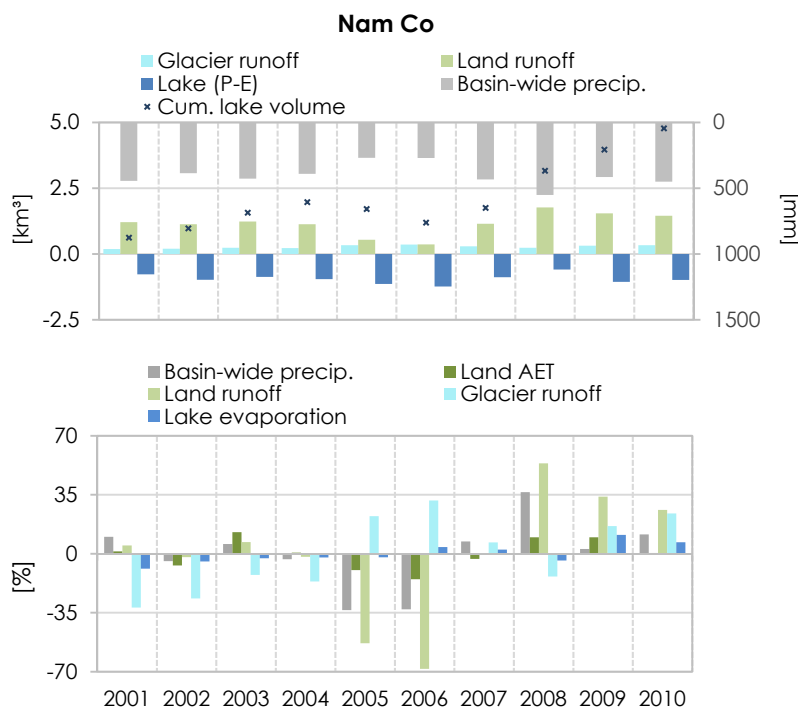 Nam Co
Glacier runoff Land runoff
Lake (P-E) Basin-wide precip.
Cum. lake volume
5.0 0
2.5 500
0.0 1000
-2.5 1500
[km³]
[mm]
Basin-wide precip. Land AET
Land runoff Glacier runoff
Lake evaporation
70
35
0
-35
-70
[%]
2001 2002 2003 2004 2005 2006 2007 2008 2009 2010